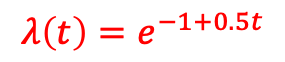 λ(t) = e^{−1+0.5t}